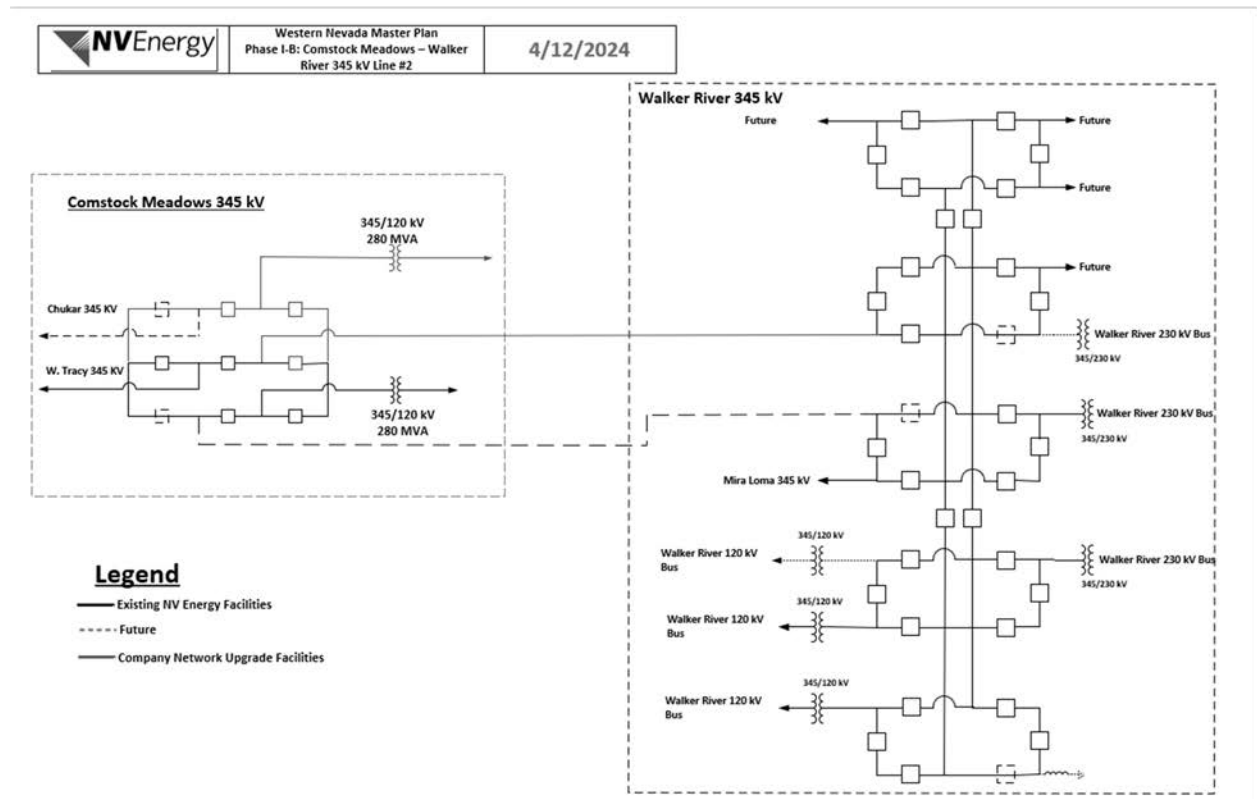 NVEnergy
Western Nevada Master Plan
Phase I-B: Comstock Meadows – Walker
River 345 kV Line #2
4/12/2024
Walker River 345 kV
Future
Future
Future
Comstock Meadows 345 kV
345/120 kV
280 MVA
Future
Chukar 345 KV
Walker River 230 kV Bus
345/230 kV
W. Tracy 345 KV
345/120 kV
280 MVA
Walker River 230 kV Bus
345/230 kV
Mira Loma 345 kV
345/120 kV
Walker River 120 kV
Bus
Walker River 230 kV Bus
345/230 kV
345/120 kV
Walker River 120 kV
Bus
345/120 kV
Walker River 120 kV
Bus
Legend
Existing NV Energy Facilities
Future
Company Network Upgrade Facilities